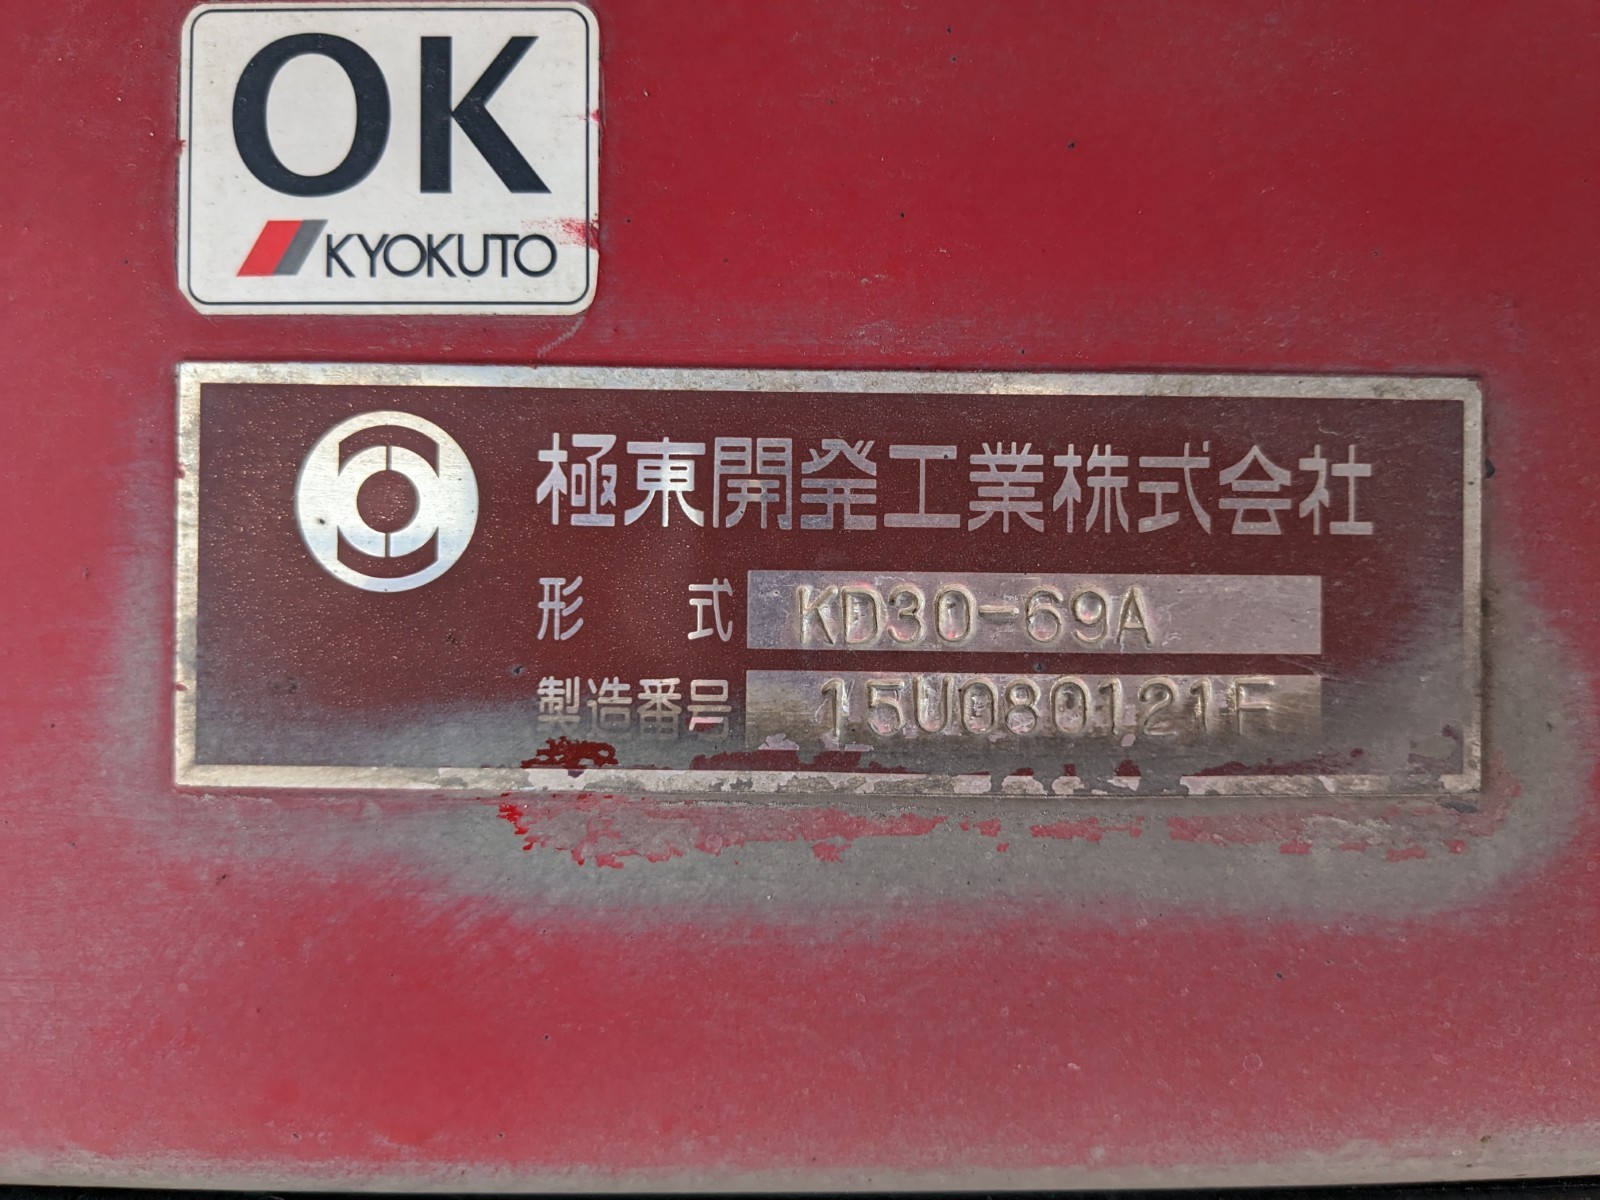 OK
KYOKUTO
極東開発工業株式会社
形 式 KD30-69A
製造番号 15U080121F